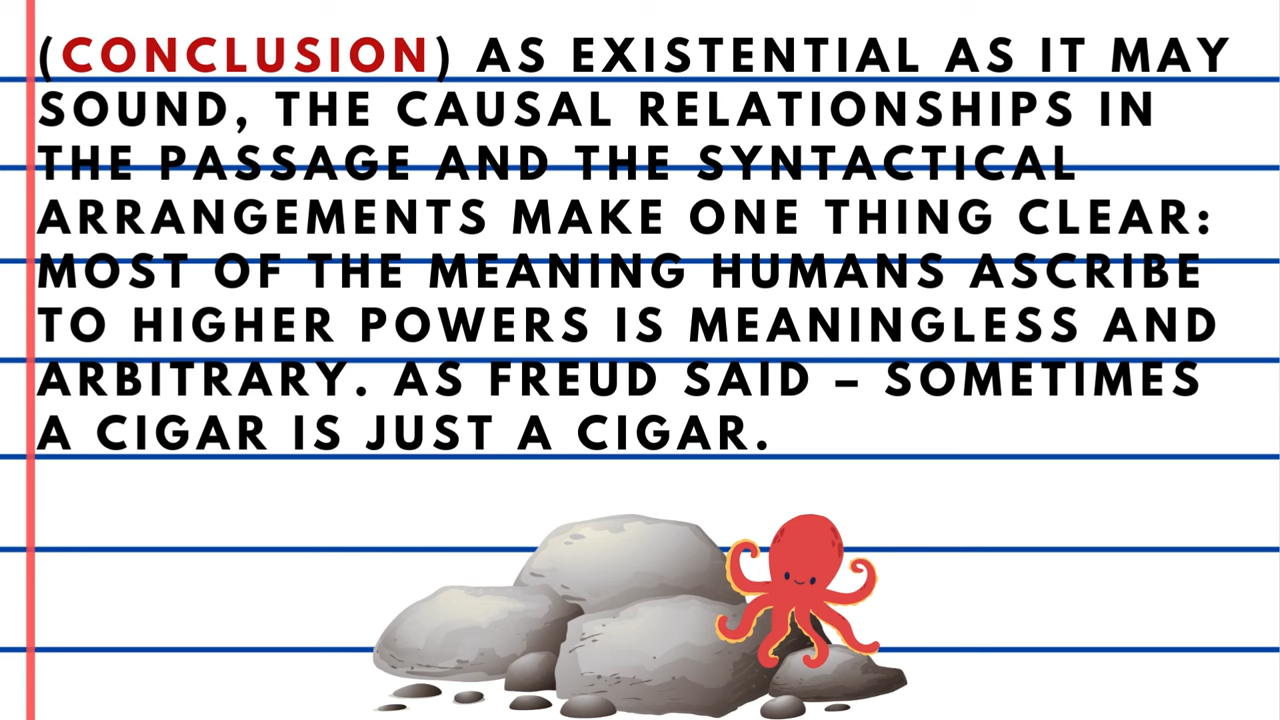 (CONCLUSION) AS EXISTENTIAL AS IT MAY
SOUND, THE CAUSAL RELATIONSHIPS IN
THE PASSAGE AND THE SYNTACTICAL
ARRANGEMENTS MAKE ONE THING CLEAR:
MOST OF THE MEANING HUMANS ASCRIBE
TO HIGHER POWERS IS MEANINGLESS AND
ARBITRARY. AS FREUD SAID – SOMETIMES
A CIGAR IS JUST A CIGAR.